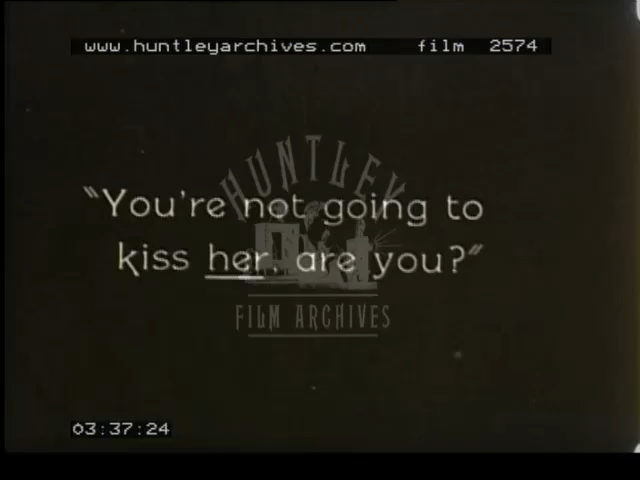 www.huntleyarchives.com film 2574
HUNTLEY
"You're not going to
kiss her, are you?"
FILM ARCHIVES
03:37:24